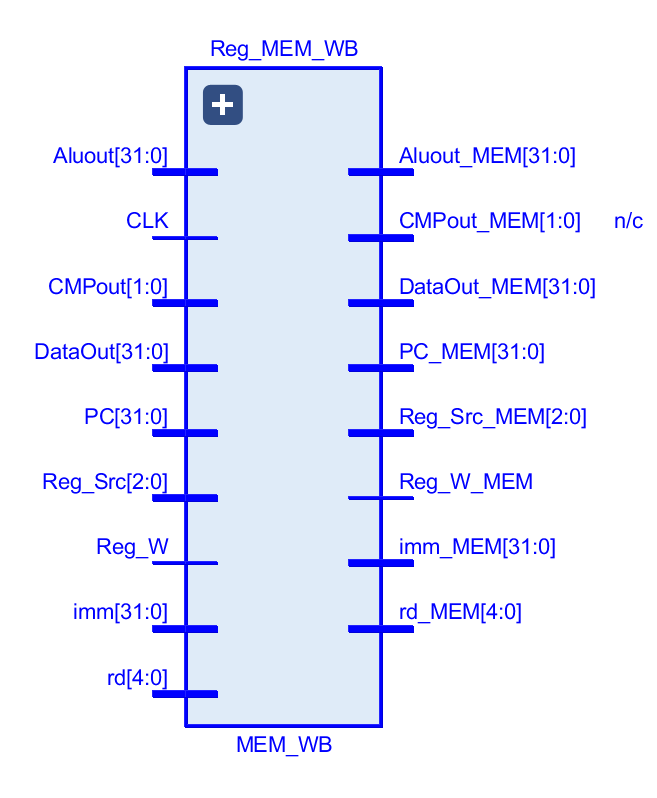 Reg_MEM_WB
Aluout[31:0] Aluout_MEM[31:0]
CLK CMPout_MEM[1:0] n/c
CMPout[1:0] DataOut_MEM[31:0]
DataOut[31:0] PC_MEM[31:0]
PC[31:0] Reg_Src_MEM[2:0]
Reg_Src[2:0] Reg_W_MEM
Reg_W imm_MEM[31:0]
imm[31:0] rd_MEM[4:0]
rd[4:0]
MEM_WB